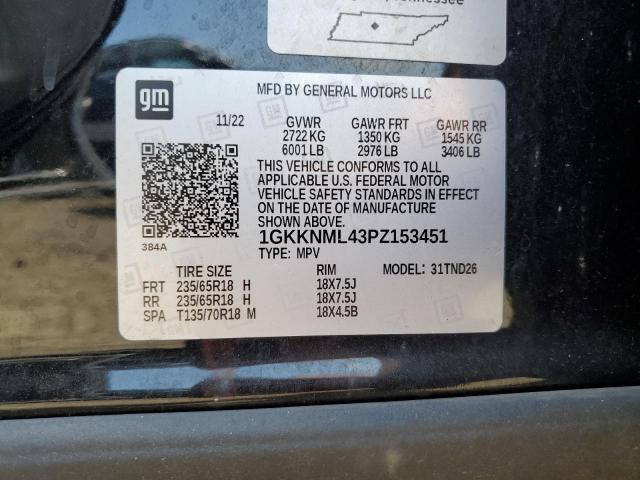 Tennessee
gm
MFD BY GENERAL MOTORS LLC
11/22 GVWR GAWR FRT GAWR RR
2722 KG 1350 KG 1545 KG
6001 LB 2976 LB 3406 LB
THIS VEHICLE CONFORMS TO ALL
APPLICABLE U.S. FEDERAL MOTOR
VEHICLE SAFETY STANDARDS IN EFFECT
ON THE DATE OF MANUFACTURE
SHOWN ABOVE.
384A
1GKKNML43PZ153451
TYPE: MPV MODEL: 31TND26
TIRE SIZE RIM
FRT 235/65R18 H 18X7.5J
RR 235/65R18 H 18X7.5J
SPA T135/70R18 M 18X4.5B